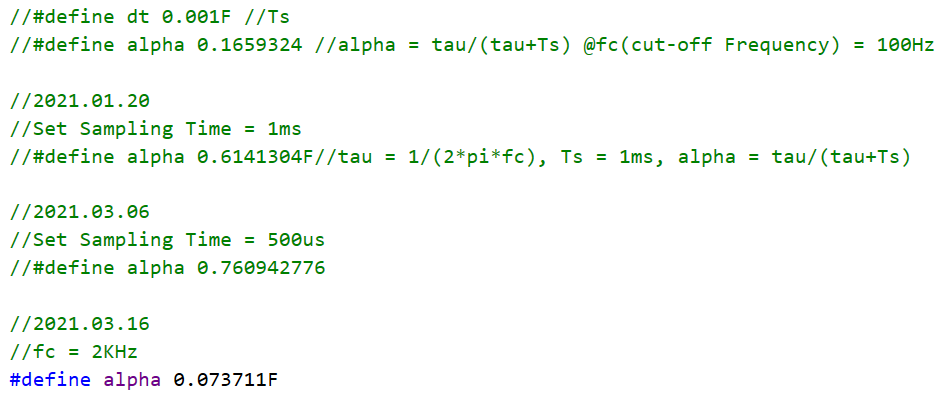 //#define dt 0.001F //Ts
//#define alpha 0.1659324 //alpha = tau/(tau+Ts) @fc(cut-off Frequency) = 100Hz
//2021.01.20
//Set Sampling Time = 1ms
//#define alpha 0.6141304F//tau = 1/(2*pi*fc), Ts = 1ms, alpha = tau/(tau+Ts)
//2021.03.06
//Set Sampling Time = 500us
//#define alpha 0.760942776
//2021.03.16
//fc = 2KHz
#define alpha 0.073711F